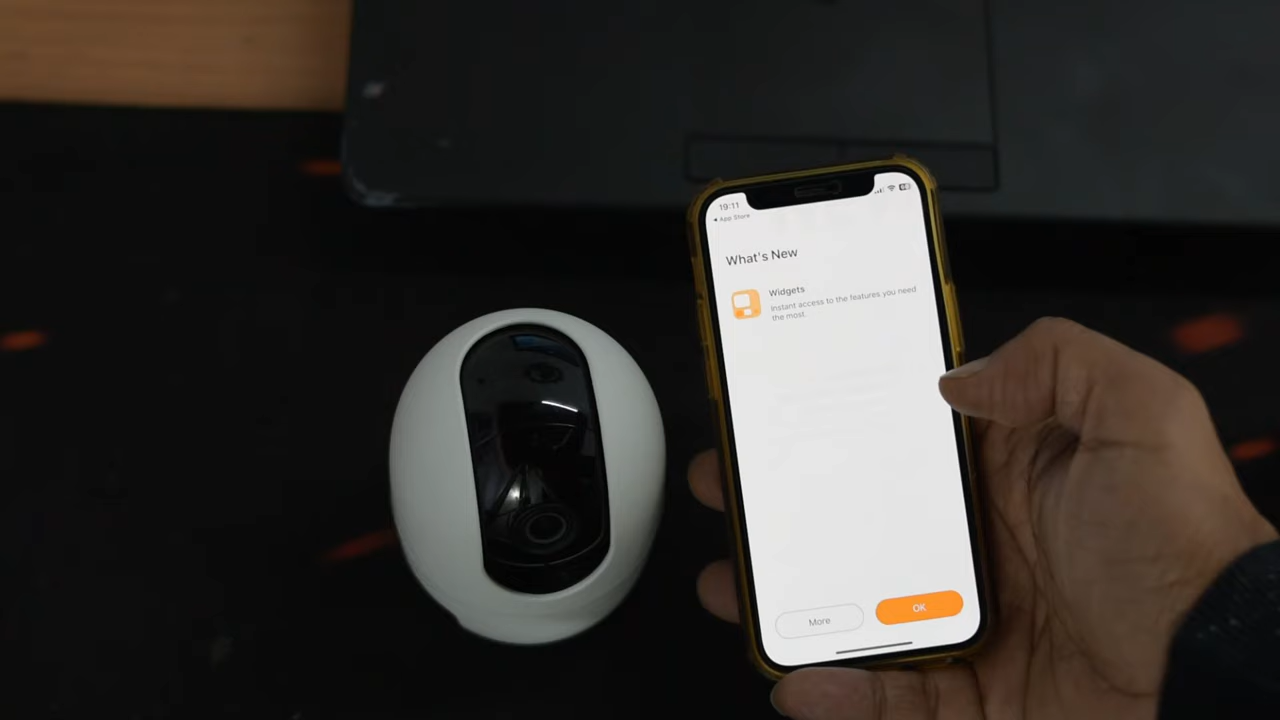 19:11
◂ App Store
What's New
Widgets
Instant access to the features you need
the most.
More
OK